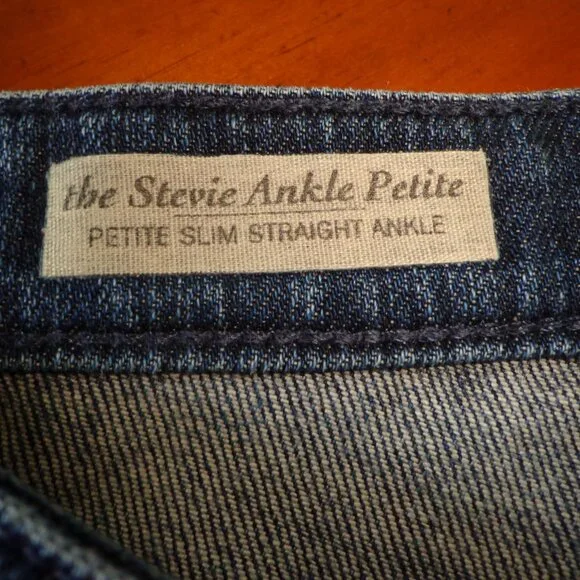 the Stevie Ankle Petite
PETITE SLIM STRAIGHT ANKLE